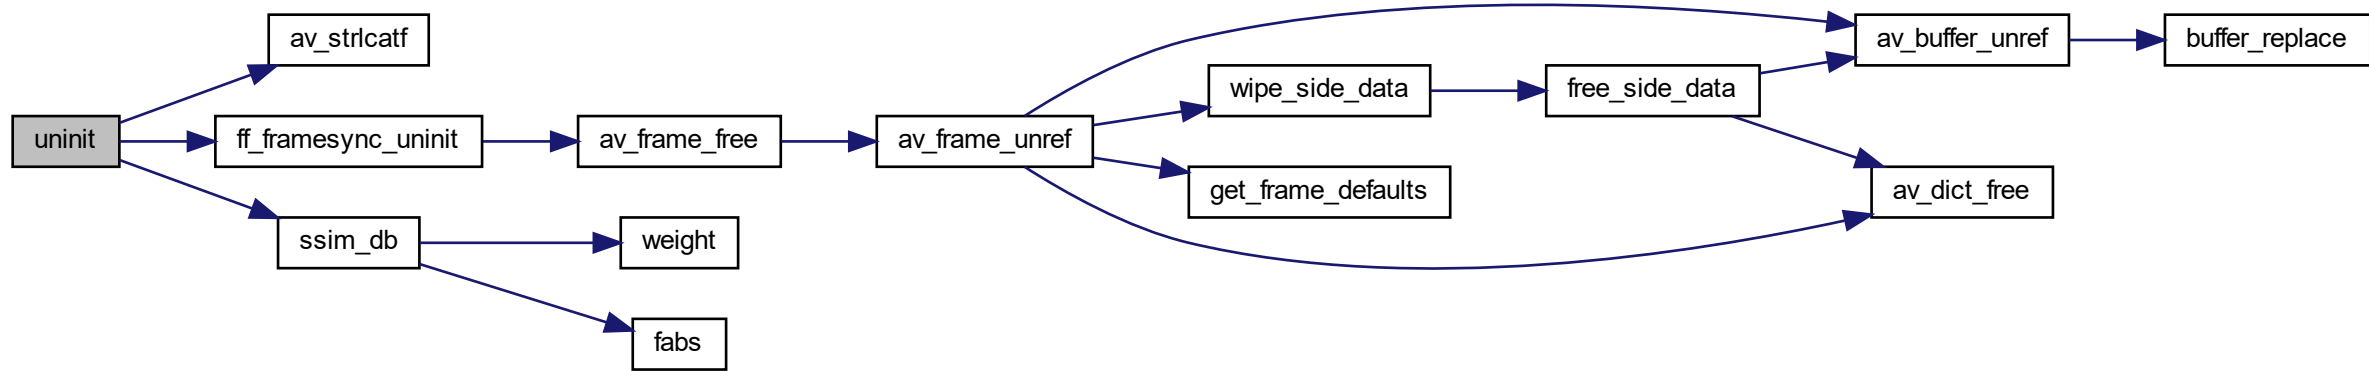 uninit
av_strlcatf
ff_framesync_uninit
ssim_db
av_frame_free
weight
fabs
av_frame_unref
wipe_side_data
get_frame_defaults
free_side_data
av_buffer_unref
av_dict_free
buffer_replace